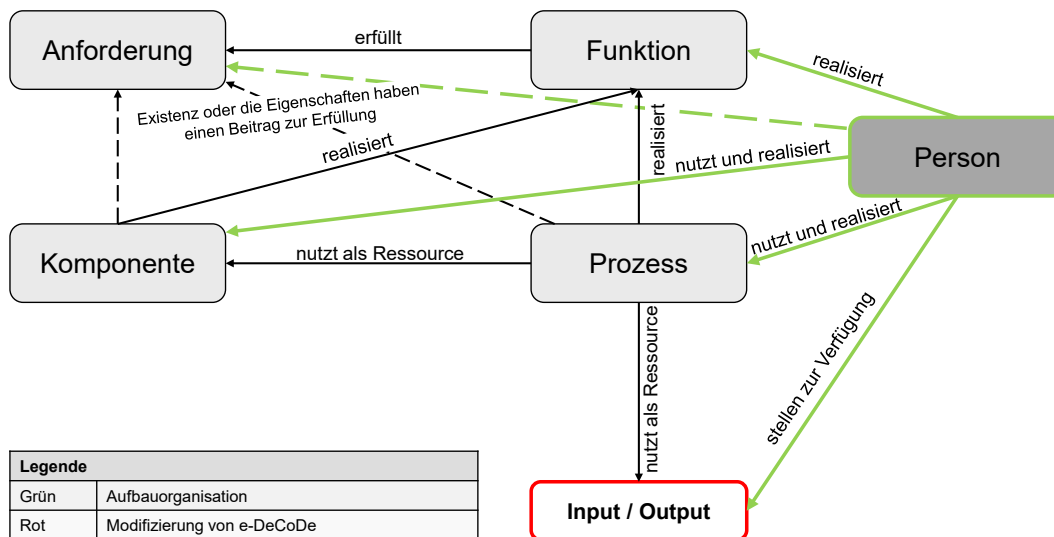 Anforderung
erfüllt
Funktion
realisiert
Existenz oder die Eigenschaften haben
einen Beitrag zur Erfüllung
realisiert
realisiert
nutzt und realisiert
Person
Komponente
nutzt als Ressource
Prozess
nutzt und realisiert
nutzt als Ressource
stellen zur Verfügung
Input / Output
Legende
Grün Aufbauorganisation
Rot Modifizierung von e-DeCoDe